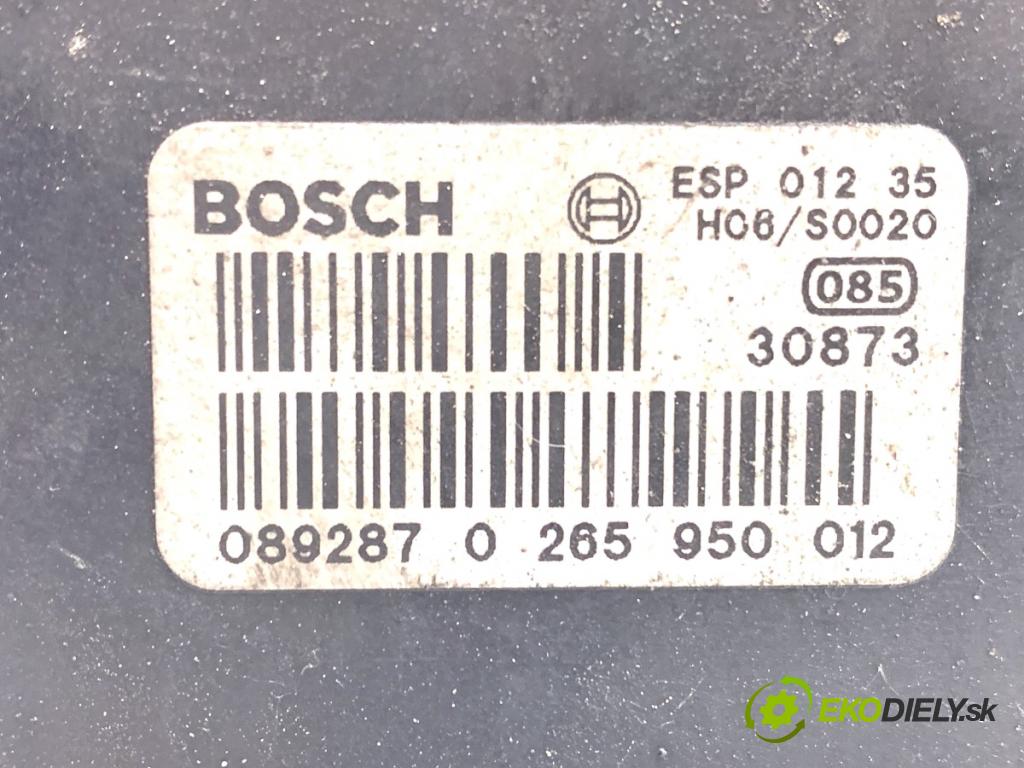 BOSCH
ESP 012 35
H06/S0020
085
30873
089287 0 265 950 012
EKODIELY.sk